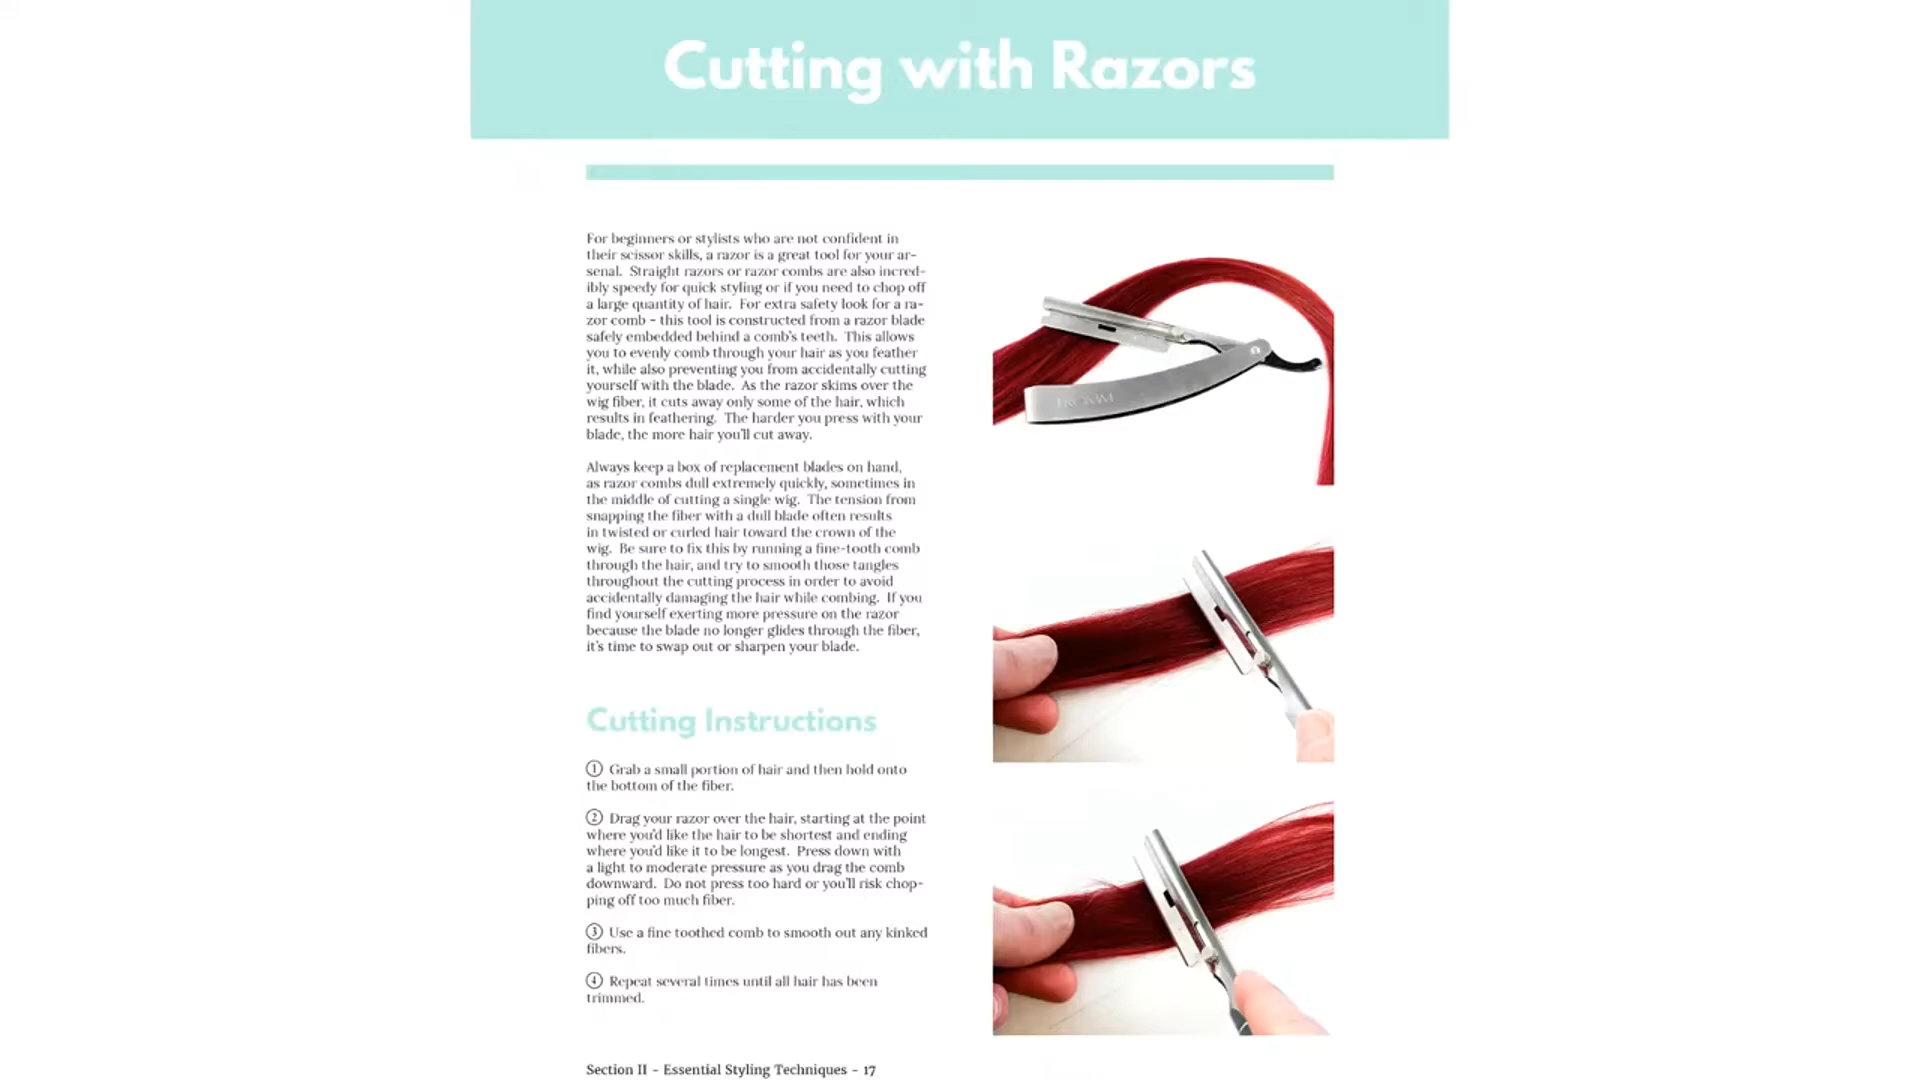 Cutting with Razors
For beginners or stylists who are not confident in
their scissor skills, a razor is a great tool for your ar-
senal.  Straight razors or razor combs are also incred-
ibly speedy for quick styling or if you need to chop off
a large quantity of hair.  For extra safety look for a ra-
zor comb - this tool is constructed from a razor blade
safely embedded behind a comb's teeth.  This allows
you to evenly comb through your hair as you feather
it, while also preventing you from accidentally cutting
yourself with the blade.  As the razor skims over the
wig fiber, it cuts away only some of the hair, which
results in feathering.  The harder you press with your
blade, the more hair you'll cut away.
Always keep a box of replacement blades on hand,
as razor combs dull extremely quickly, sometimes in
the middle of cutting a single wig.  The tension from
snapping the fiber with a dull blade often results
in twisted or curled hair toward the crown of the
wig.  Be sure to fix this by running a fine-tooth comb
through the hair, and try to smooth those tangles
throughout the cutting process in order to avoid
accidentally damaging the hair while combing.  If you
find yourself exerting more pressure on the razor
because the blade no longer glides through the fiber,
it's time to swap out or sharpen your blade.
Cutting Instructions
① Grab a small portion of hair and then hold onto
the bottom of the fiber.
② Drag your razor over the hair, starting at the point
where you'd like the hair to be shortest and ending
where you'd like it to be longest.  Press down with
a light to moderate pressure as you drag the comb
downward.  Do not press too hard or you'll risk chop-
ping off too much fiber.
③ Use a fine toothed comb to smooth out any kinked
fibers.
④ Repeat several times until all hair has been
trimmed.
FROMM
Section II - Essential Styling Techniques - 17